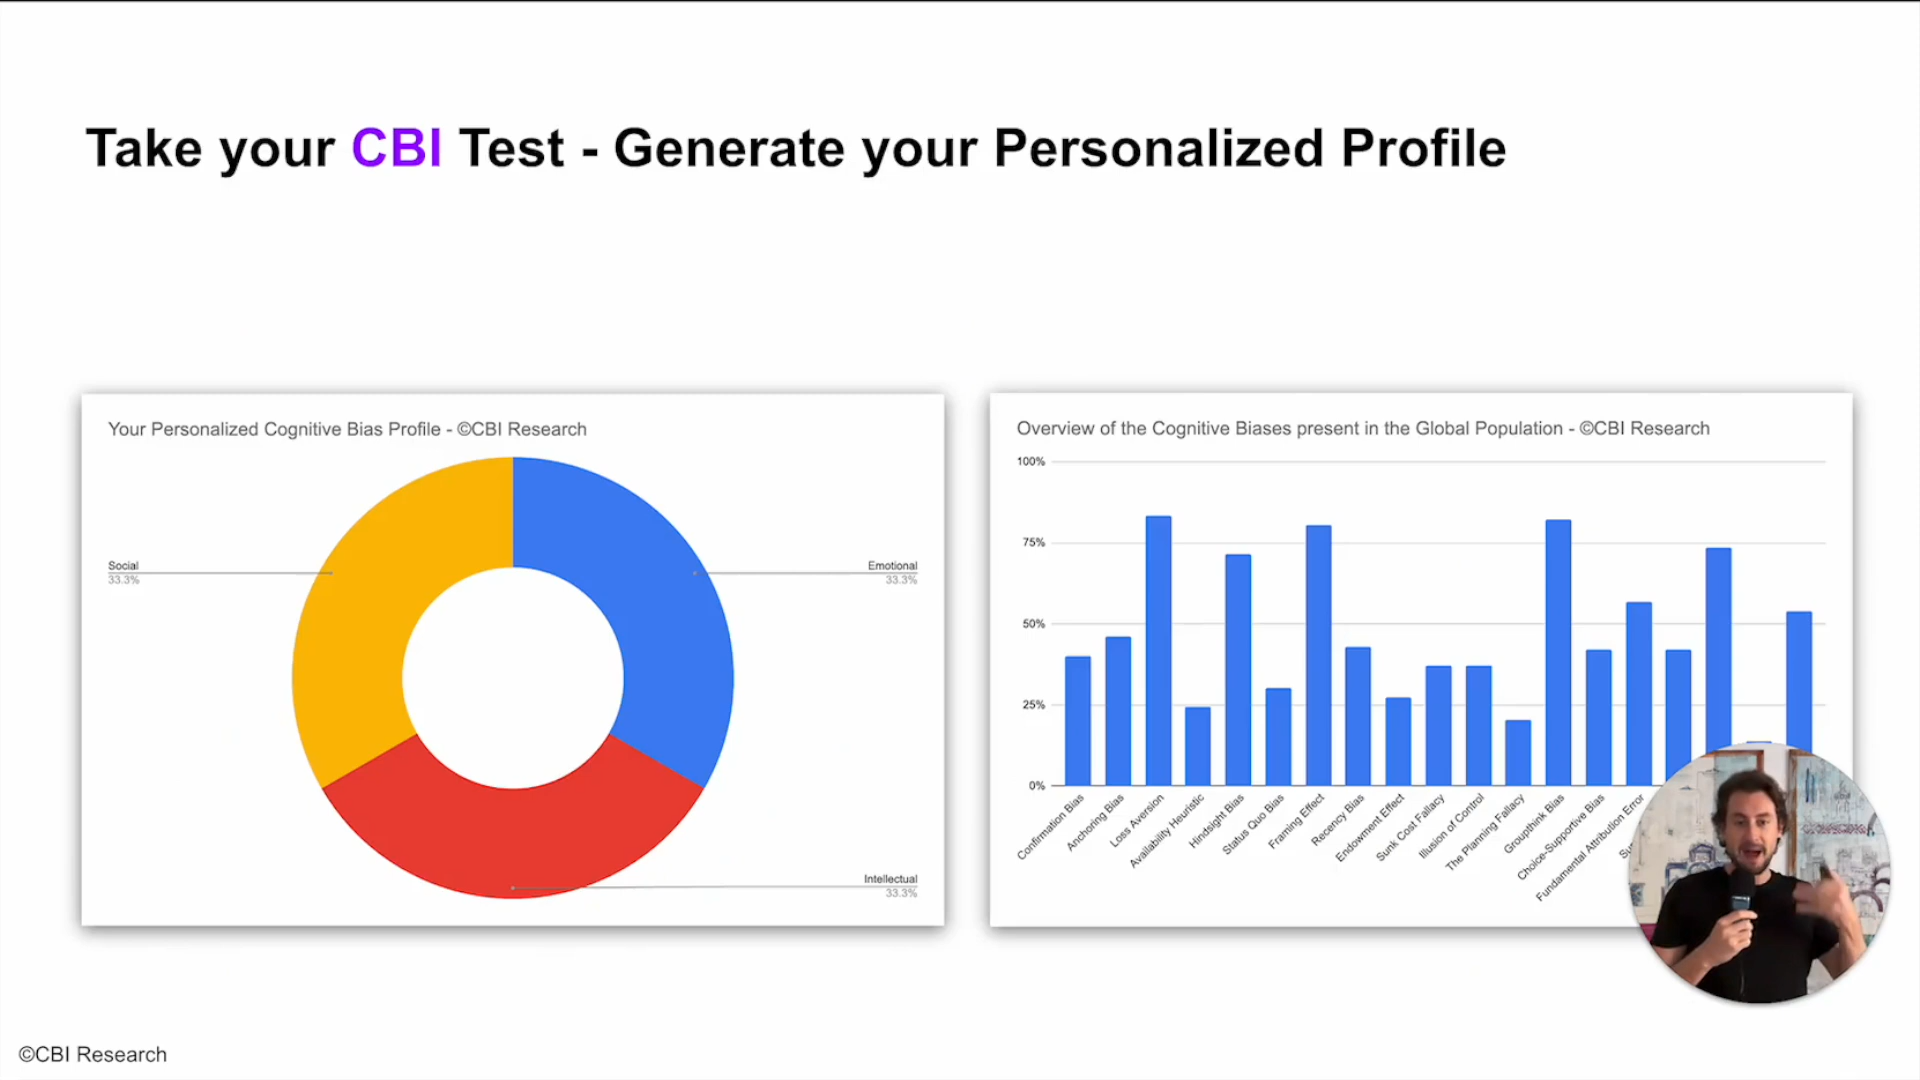 Take your CBI Test - Generate your Personalized Profile
Your Personalized Cognitive Bias Profile - ©CBI Research
Social
33.3%
Emotional
33.3%
Intellectual
33.3%
Overview of the Cognitive Biases present in the Global Population - ©CBI Research
100%
75%
50%
25%
0%
Confirmation Bias
Anchoring Bias
Loss Aversion
Availability Heuristic
Hindsight Bias
Status Quo Bias
Framing Effect
Recency Bias
Endowment Effect
Sunk Cost Fallacy
Illusion of Control
The Planning Fallacy
Groupthink Bias
Choice-Supportive Bias
Fundamental Attribution Error
©CBI Research